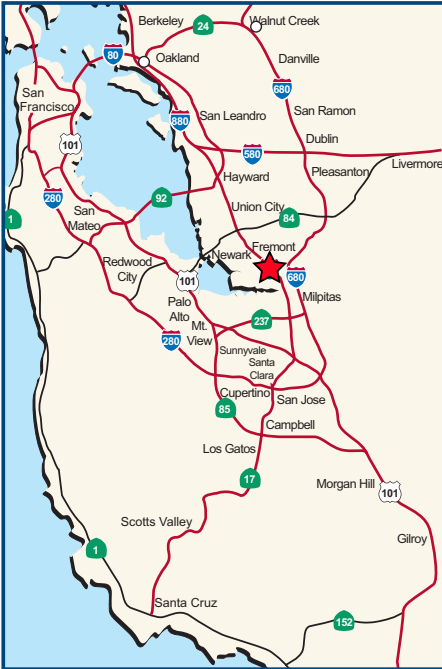 Berkeley
24
Walnut Creek
80
Oakland
Danville
San
Francisco
680
San Ramon
880
San Leandro
101
Dublin
580
Livermore
Hayward
Pleasanton
280
92
Union City
1
San
Mateo
84
Fremont
Newark
Redwood
City
101
680
Milpitas
Palo
Alto
237
Mt.
View
280
Sunnyvale
Santa
Clara
Cupertino
San Jose
85
Campbell
Los Gatos
17
Morgan Hill
101
Scotts Valley
Gilroy
1
Santa Cruz
152